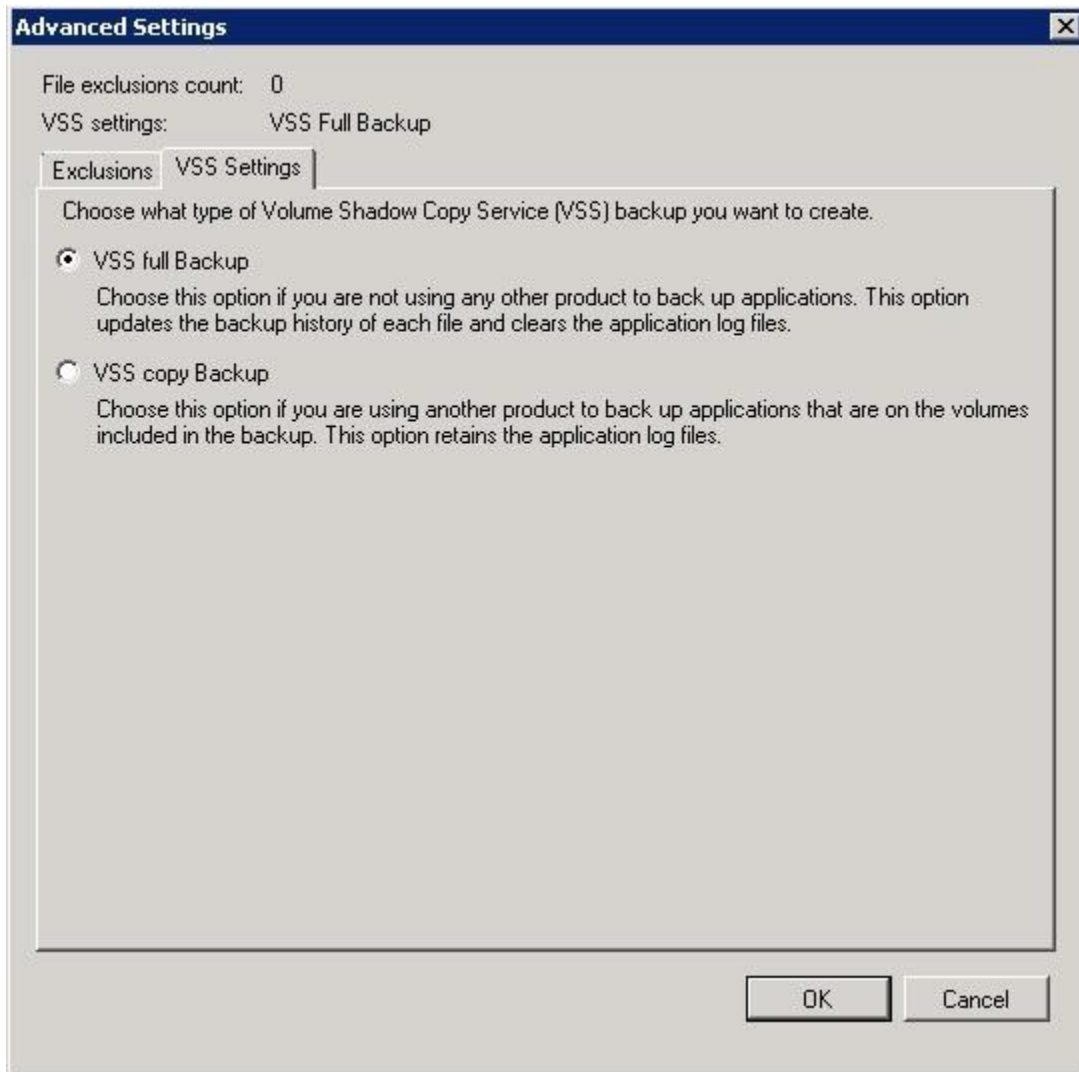 Advanced Settings
File exclusions count: 0
VSS settings: VSS Full Backup
Exclusions VSS Settings
Choose what type of Volume Shadow Copy Service (VSS) backup you want to create.
VSS full Backup
Choose this option if you are not using any other product to back up applications. This option
updates the backup history of each file and clears the application log files.
VSS copy Backup
Choose this option if you are using another product to back up applications that are on the volumes
included in the backup. This option retains the application log files.
OK Cancel